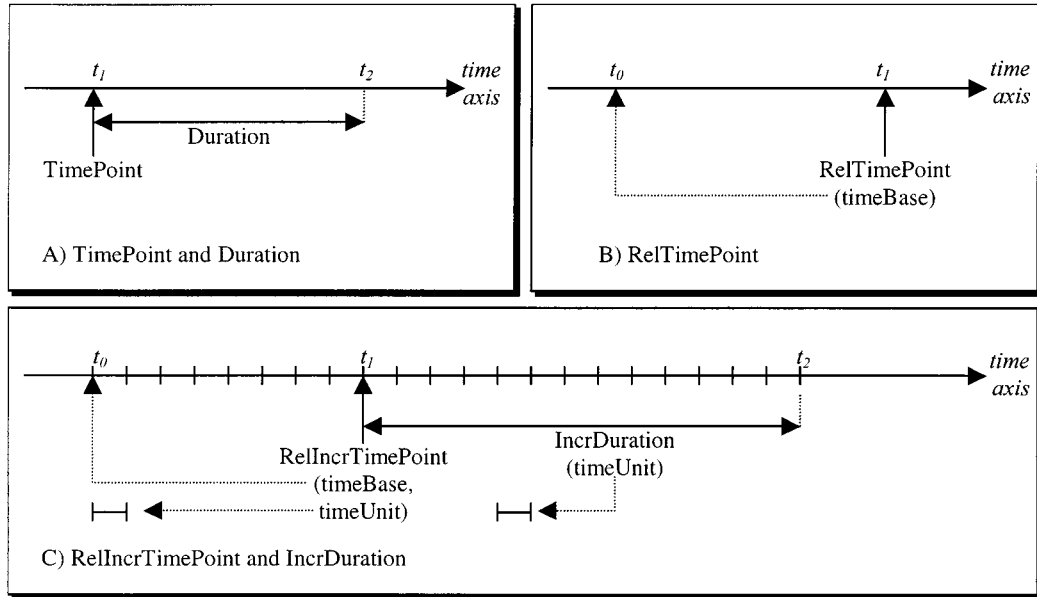 t1 t2 time
axis
Duration
TimePoint
A) TimePoint and Duration
t0 t1 time
axis
RelTimePoint
(timeBase)
B) RelTimePoint
t0 t1 t2 time
axis
IncrDuration
(timeUnit)
RelIncrTimePoint
(timeBase,
timeUnit)
C) RelIncrTimePoint and IncrDuration